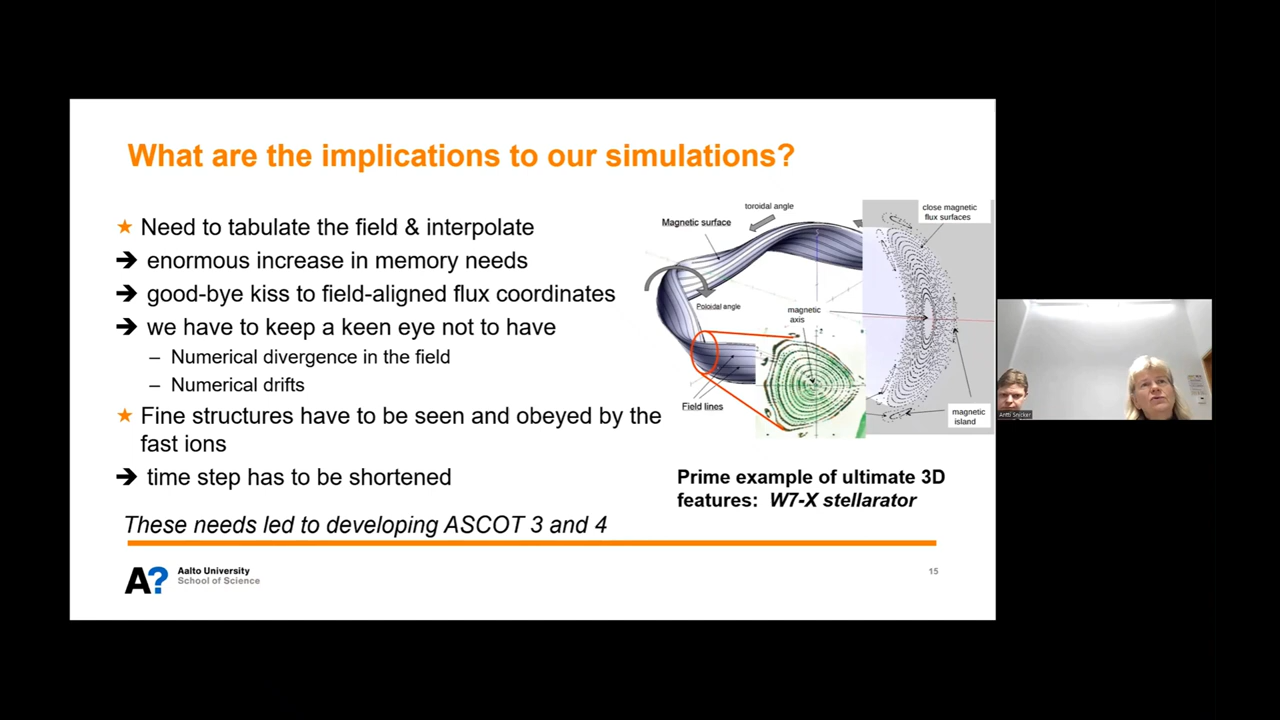 What are the implications to our simulations?
★ Need to tabulate the field & interpolate
➔ enormous increase in memory needs
➔ good-bye kiss to field-aligned flux coordinates
➔ we have to keep a keen eye not to have
– Numerical divergence in the field
– Numerical drifts
★ Fine structures have to be seen and obeyed by the
fast ions
➔ time step has to be shortened
These needs led to developing ASCOT 3 and 4
toroidal angle
Magnetic surface
close magnetic
flux surfaces
Poloidal angle
magnetic
axis
Field lines
magnetic
island
Prime example of ultimate 3D
features: W7-X stellarator
A?
Aalto University
School of Science
15
Antti Snicker